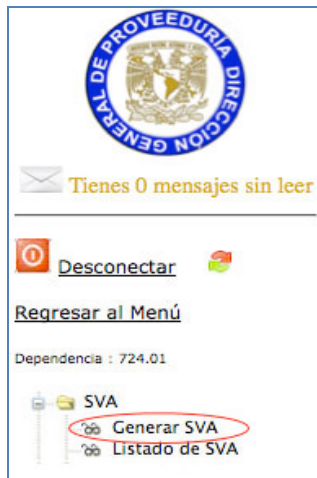 DIRECCIÓN GENERAL DE PROVEEDURÍA
Tienes 0 mensajes sin leer
Desconectar
Regresar al Menú
Dependencia : 724.01
SVA
Generar SVA
Listado de SVA